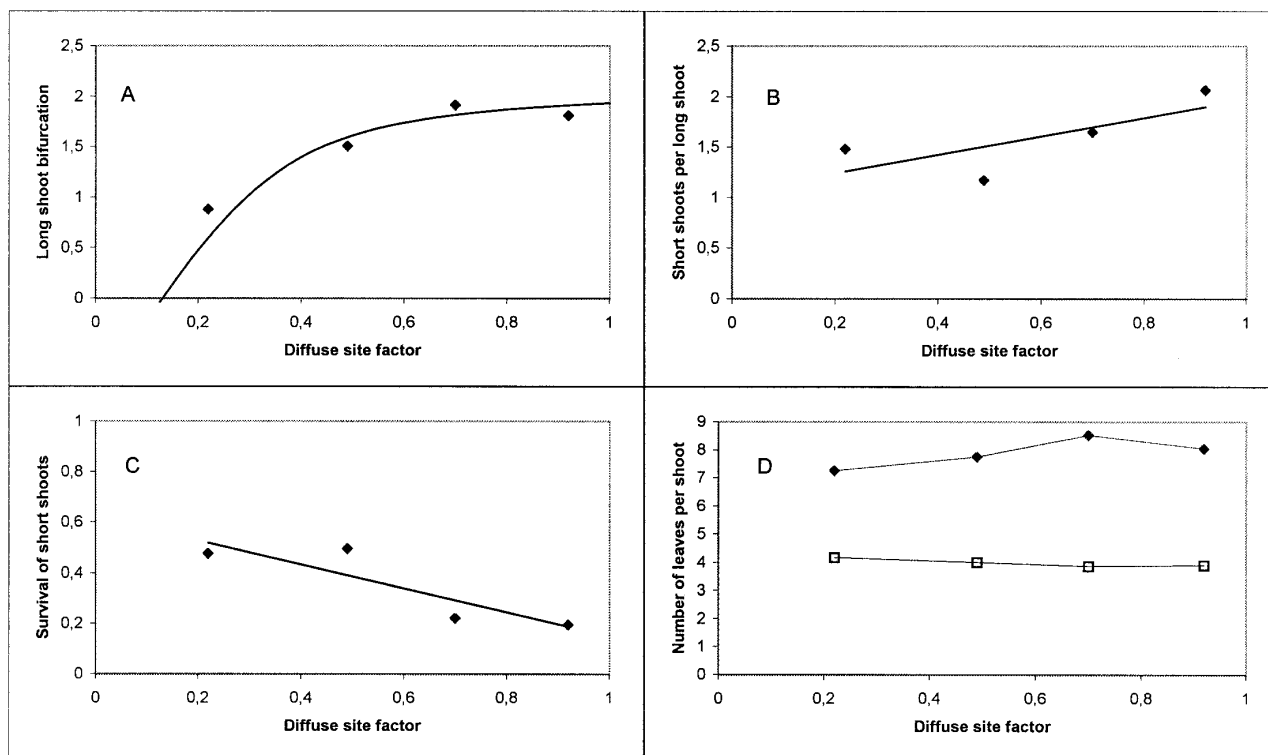 A
Long shoot bifurcation
2,5
2
1,5
1
0,5
0
0 0,2 0,4 0,6 0,8 1
Diffuse site factor
B
Short shoots per long shoot
2,5
2
1,5
1
0,5
0
0 0,2 0,4 0,6 0,8 1
Diffuse site factor
C
Survival of short shoots
1
0,8
0,6
0,4
0,2
0
0 0,2 0,4 0,6 0,8 1
Diffuse site factor
D
Number of leaves per shoot
9
8
7
6
5
4
3
2
1
0
0 0,2 0,4 0,6 0,8 1
Diffuse site factor